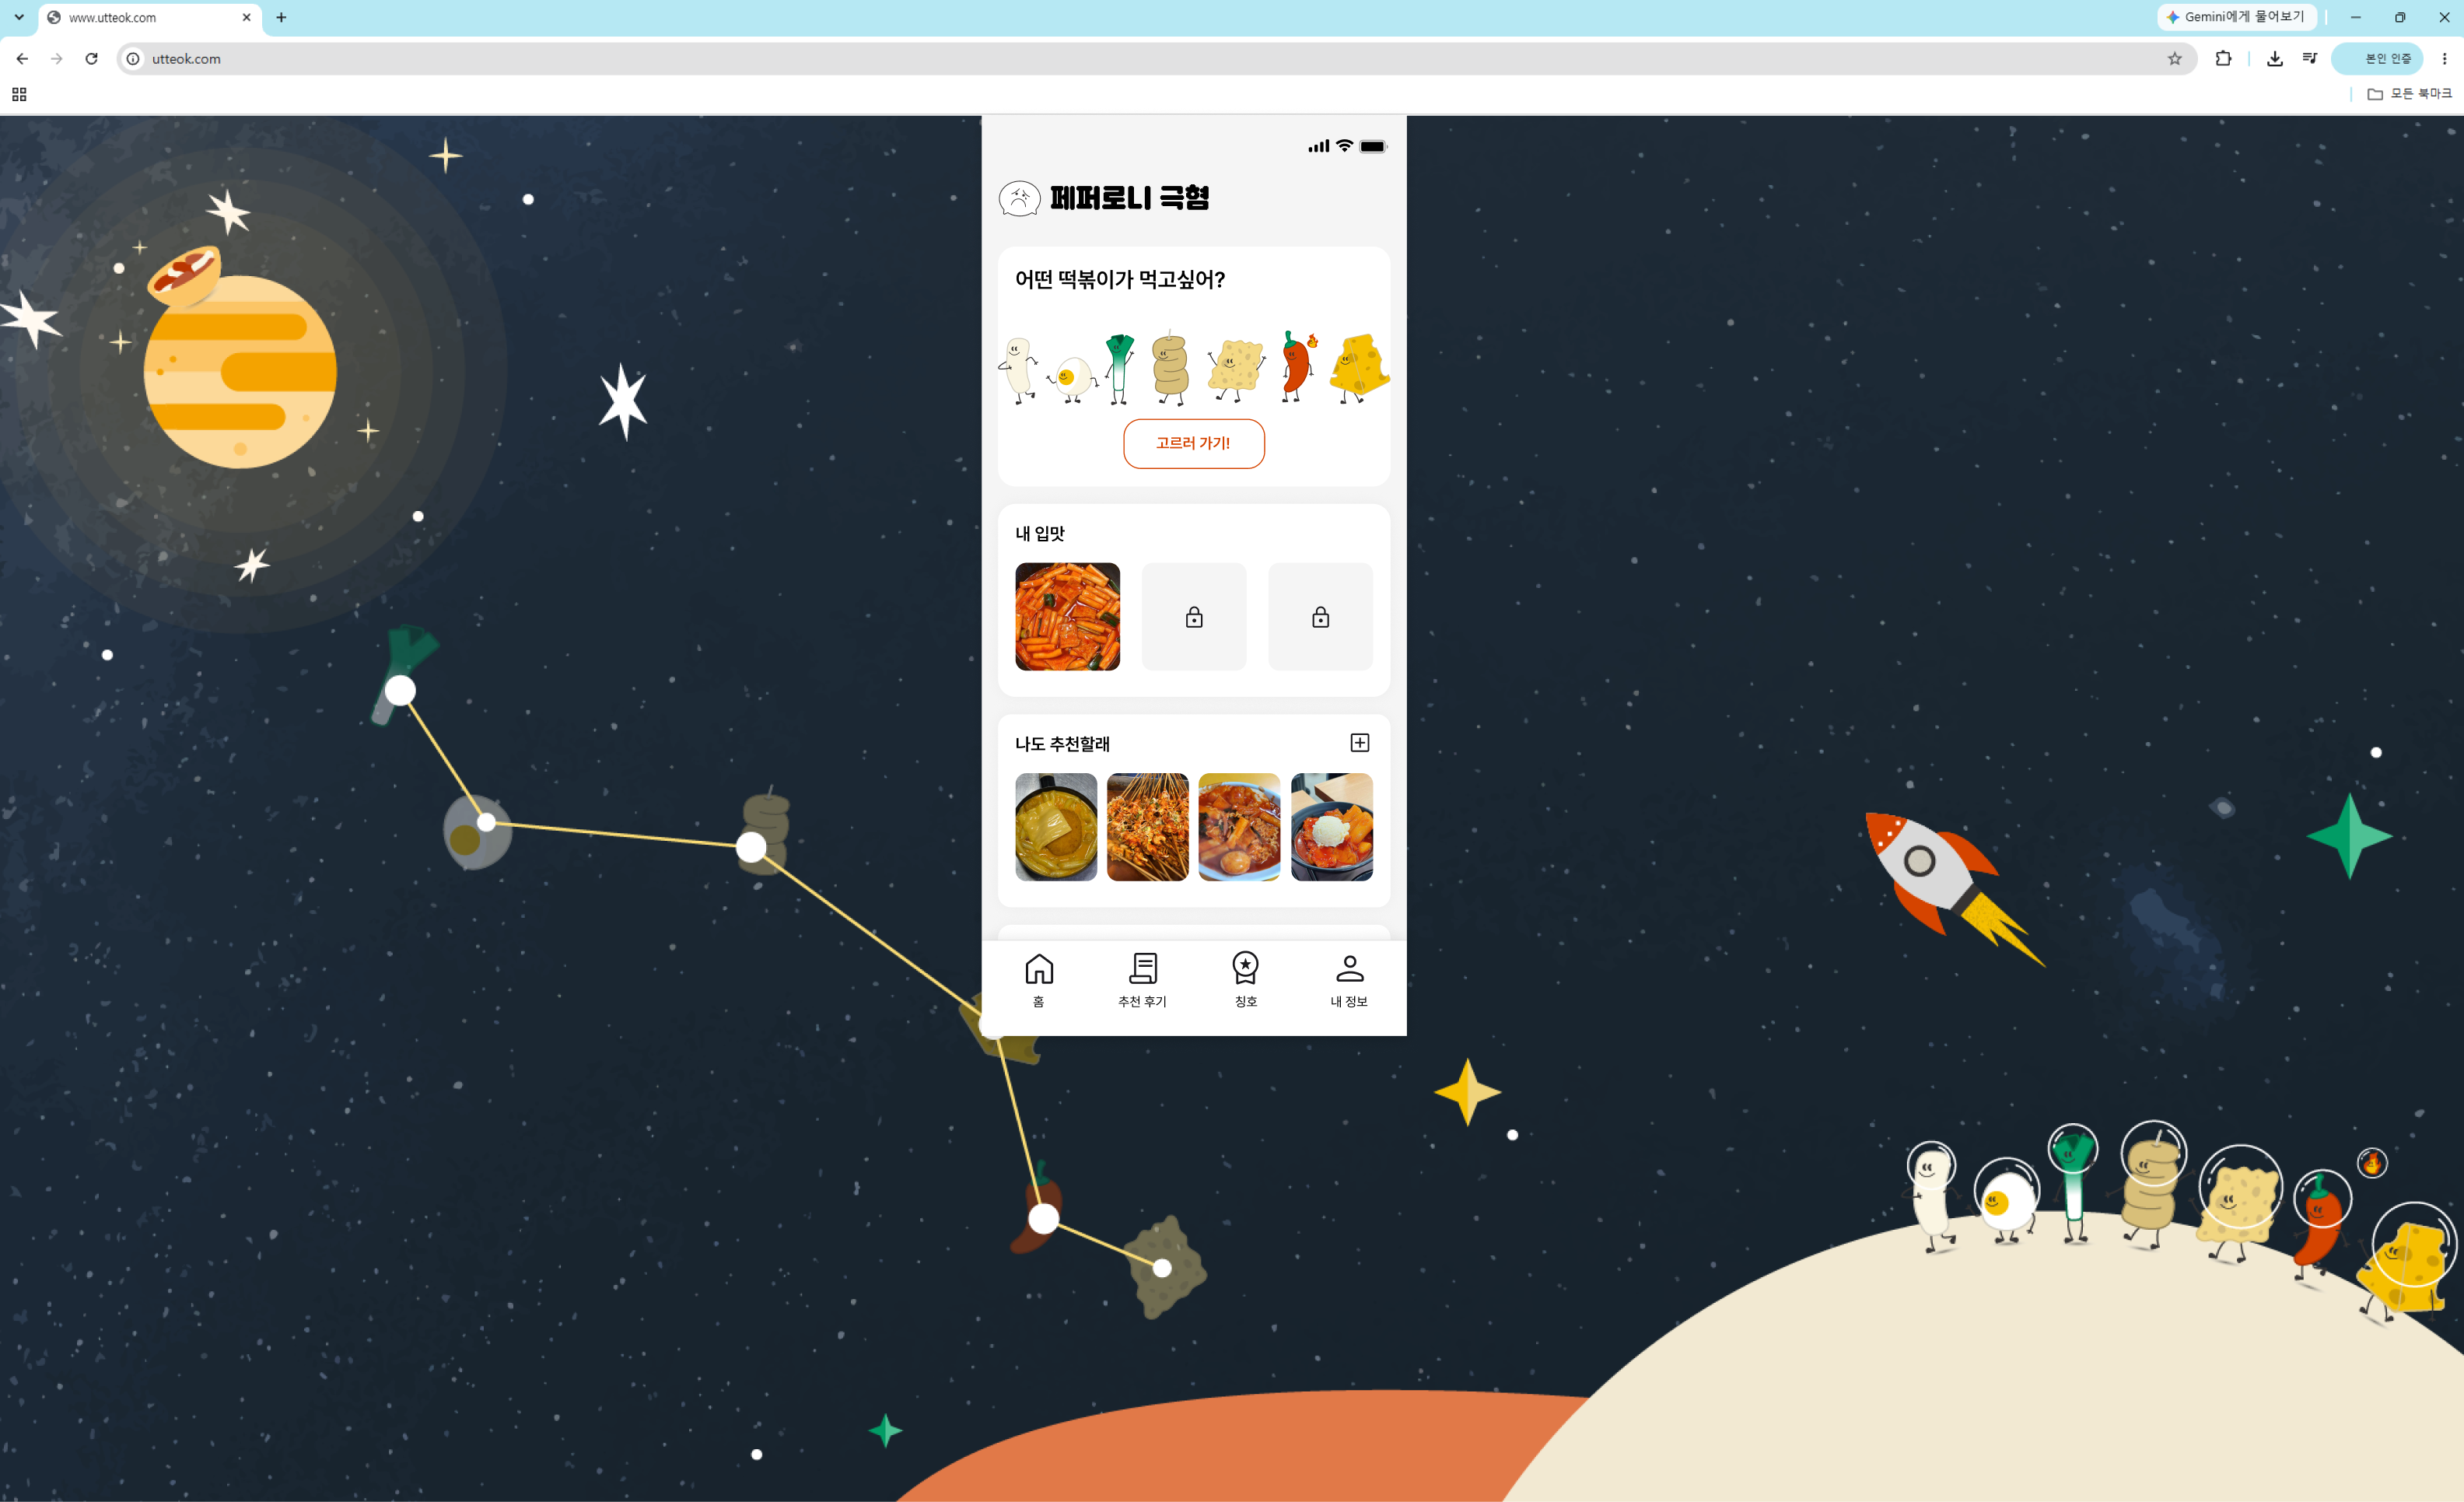 www.utteok.com
Gemini에게 물어보기
utteok.com
본인 인증
모든 북마크
페퍼로니 극혐
어떤 떡볶이가 먹고싶어?
고르러 가기!
내 입맛
나도 추천할래
홈
추천 후기
칭호
내 정보